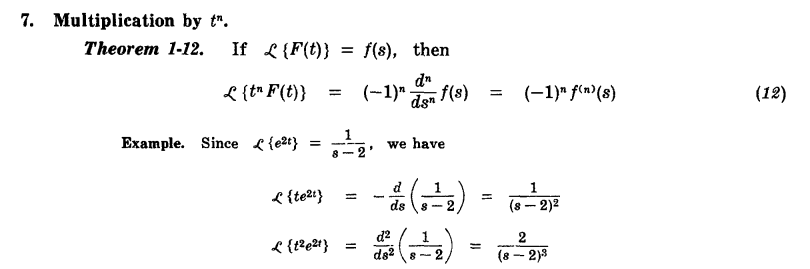 7. Multiplication by tⁿ.
Theorem 1-12. If ℒ {F(t)} = f(s), then
ℒ {tⁿ F(t)} = (−1)ⁿ dⁿ/dsⁿ f(s) = (−1)ⁿ f⁽ⁿ⁾(s) (12)
Example. Since ℒ {e²ᵗ} = 1/(s − 2), we have
ℒ {te²ᵗ} = − d/ds (1/(s − 2)) = 1/(s − 2)²
ℒ {t²e²ᵗ} = d²/ds² (1/(s − 2)) = 2/(s − 2)³